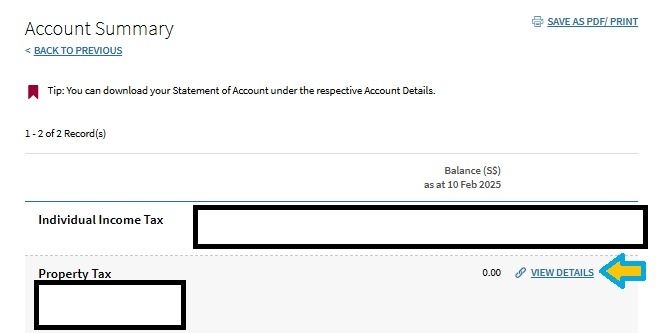 Account Summary
SAVE AS PDF/ PRINT
< BACK TO PREVIOUS
Tip: You can download your Statement of Account under the respective Account Details.
1 - 2 of 2 Record(s)
Balance (S$)
as at 10 Feb 2025
Individual Income Tax
Property Tax
0.00 VIEW DETAILS